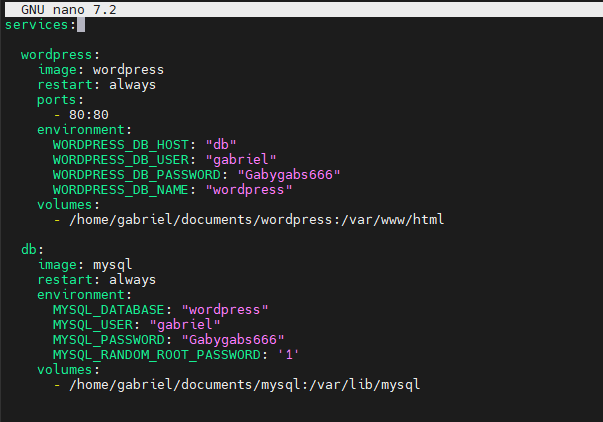 GNU nano 7.2
services:
wordpress:
image: wordpress
restart: always
ports:
- 80:80
environment:
WORDPRESS_DB_HOST: "db"
WORDPRESS_DB_USER: "gabriel"
WORDPRESS_DB_PASSWORD: "Gabygabs666"
WORDPRESS_DB_NAME: "wordpress"
volumes:
- /home/gabriel/documents/wordpress:/var/www/html
db:
image: mysql
restart: always
environment:
MYSQL_DATABASE: "wordpress"
MYSQL_USER: "gabriel"
MYSQL_PASSWORD: "Gabygabs666"
MYSQL_RANDOM_ROOT_PASSWORD: '1'
volumes:
- /home/gabriel/documents/mysql:/var/lib/mysql